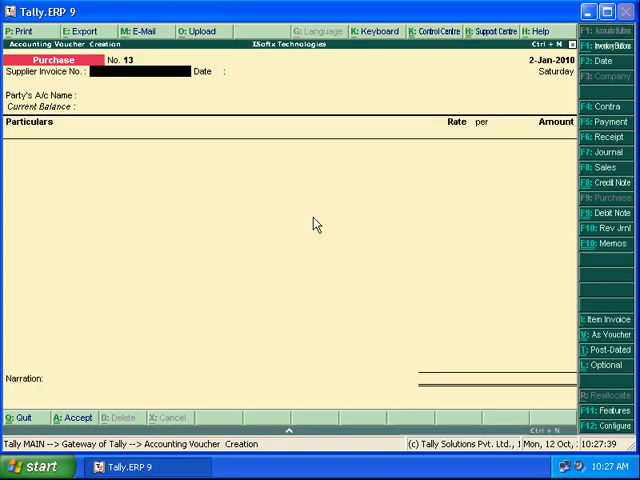 Tally.ERP 9
P: Print E: Export M: E-Mail O: Upload G: Language K: Keyboard K: Control Centre H: Support Centre H: Help
Accounting Voucher Creation ISoftx Technologies Ctrl + M
Purchase No. 13 2-Jan-2010
Supplier Invoice No.: Date : Saturday
Party's A/c Name :
Current Balance :
Particulars Rate per Amount
Narration:
F1: Accounts Buttons
F1: Inventory Buttons
F2: Date
F3: Company
F4: Contra
F5: Payment
F6: Receipt
F7: Journal
F8: Sales
F8: Credit Note
F9: Purchase
F9: Debit Note
F10: Rev Jrnl
F10: Memos
I: Item Invoice
V: As Voucher
T: Post-Dated
L: Optional
R: Reallocate
F11: Features
F12: Configure
Q: Quit A: Accept D: Delete X: Cancel
Ctrl + N
Tally MAIN --> Gateway of Tally --> Accounting Voucher Creation (c) Tally Solutions Pvt. Ltd., Mon, 12 Oct, 10:27:39
start Tally.ERP 9 10:27 AM